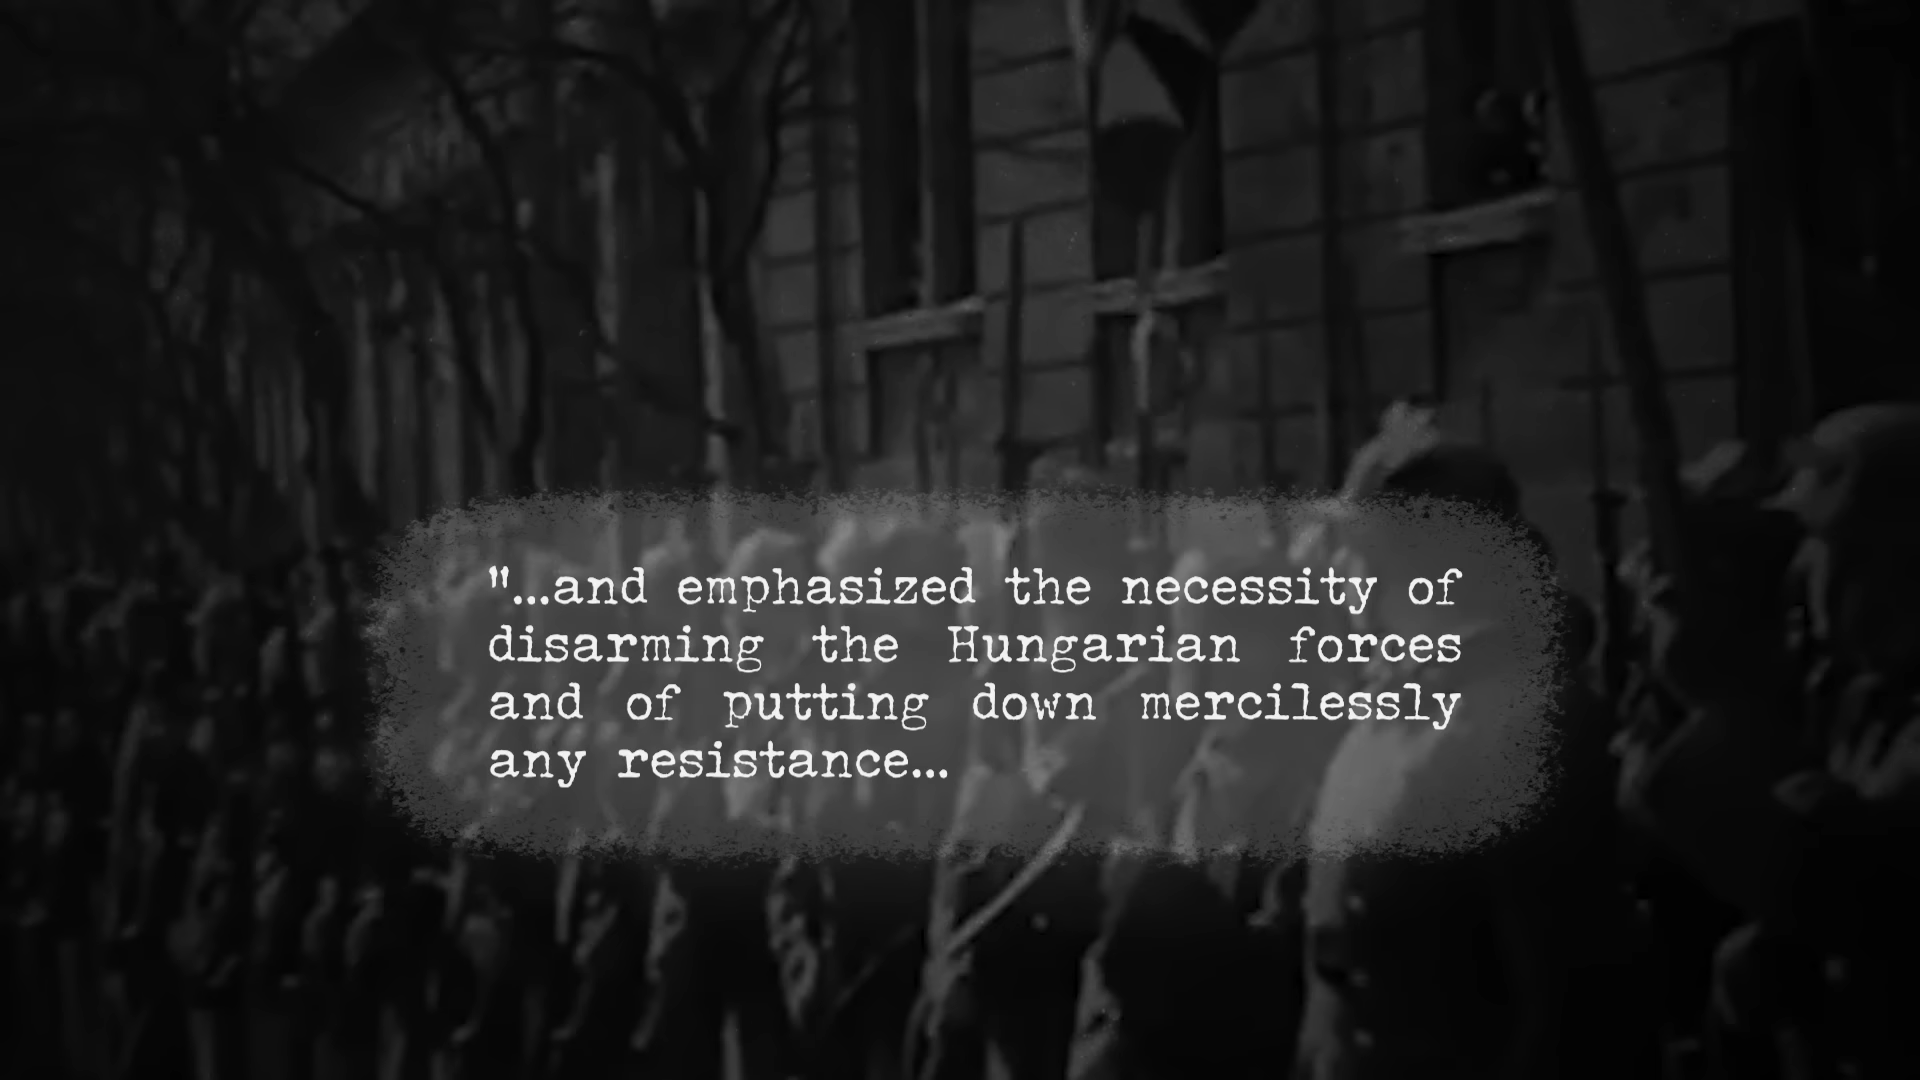 "...and emphasized the necessity of
disarming the Hungarian forces
and of putting down mercilessly
any resistance...